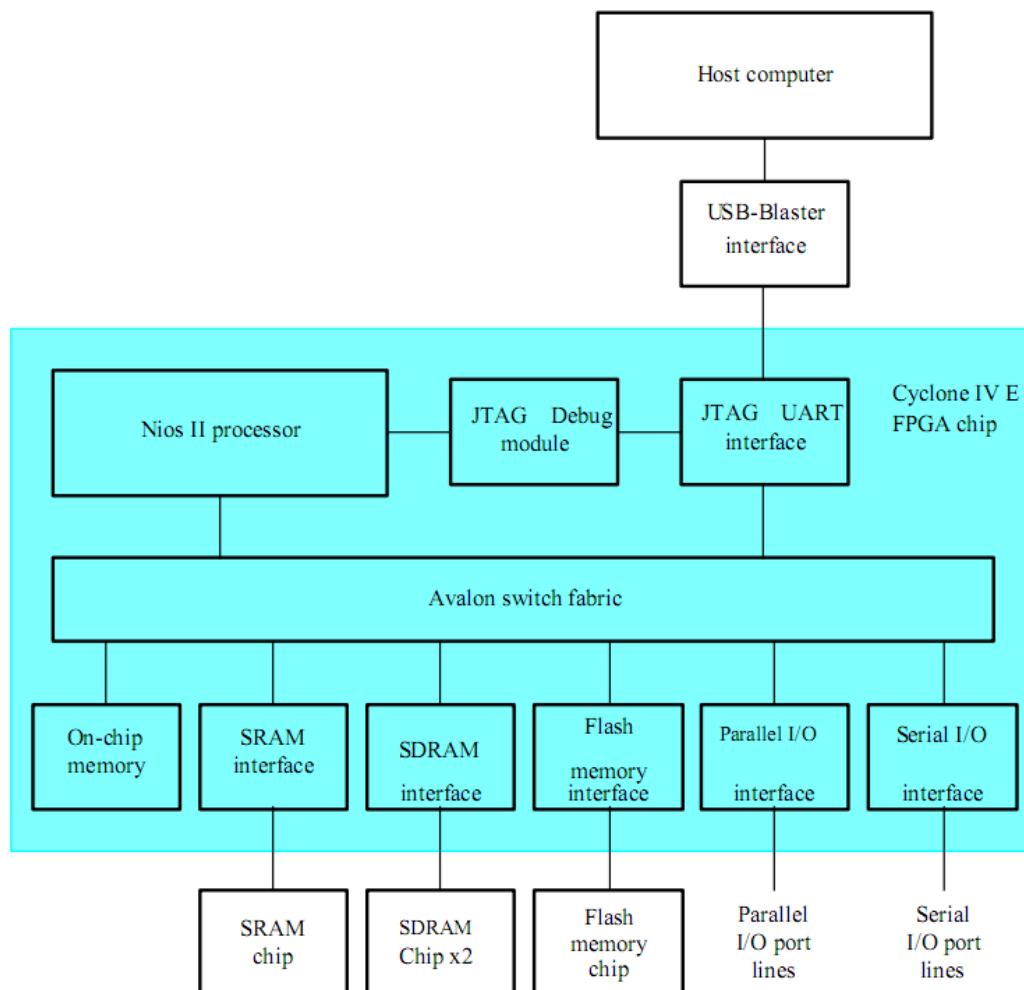 Host computer
USB-Blaster
interface
Cyclone IV E
FPGA chip
Nios II processor
JTAG Debug
module
JTAG UART
interface
Avalon switch fabric
On-chip
memory
SRAM
interface
SDRAM
interface
Flash
memory
interface
Parallel I/O
interface
Serial I/O
interface
SRAM
chip
SDRAM
Chip x2
Flash
memory
chip
Parallel
I/O port
lines
Serial
I/O port
lines